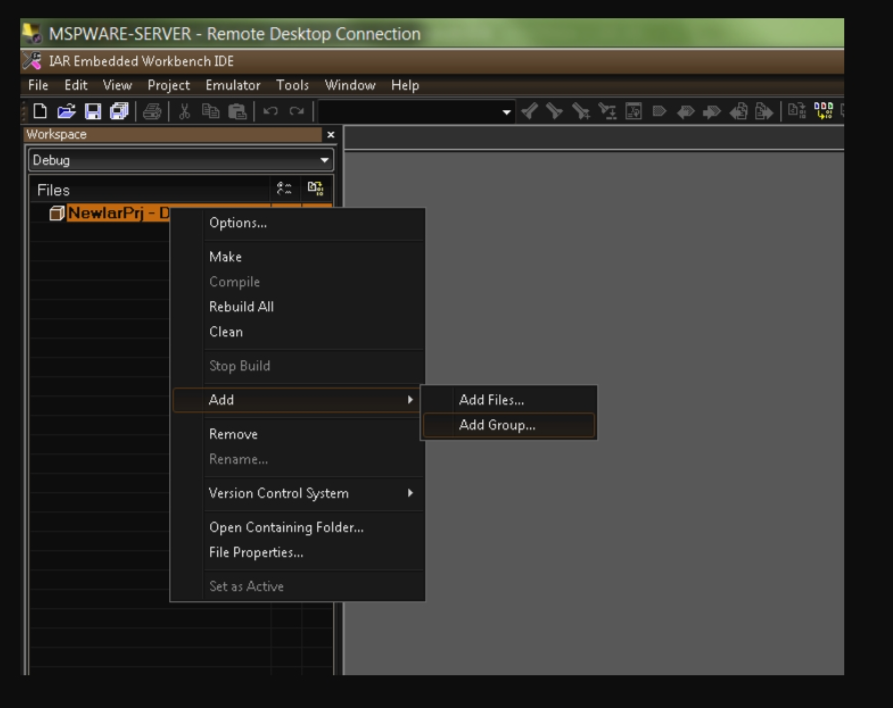 MSPWARE-SERVER - Remote Desktop Connection
IAR Embedded Workbench IDE
File Edit View Project Emulator Tools Window Help
Workspace
Debug
Files
NewIarPrj - D
Options...
Make
Compile
Rebuild All
Clean
Stop Build
Add
Add Files...
Add Group...
Remove
Rename...
Version Control System
Open Containing Folder...
File Properties...
Set as Active